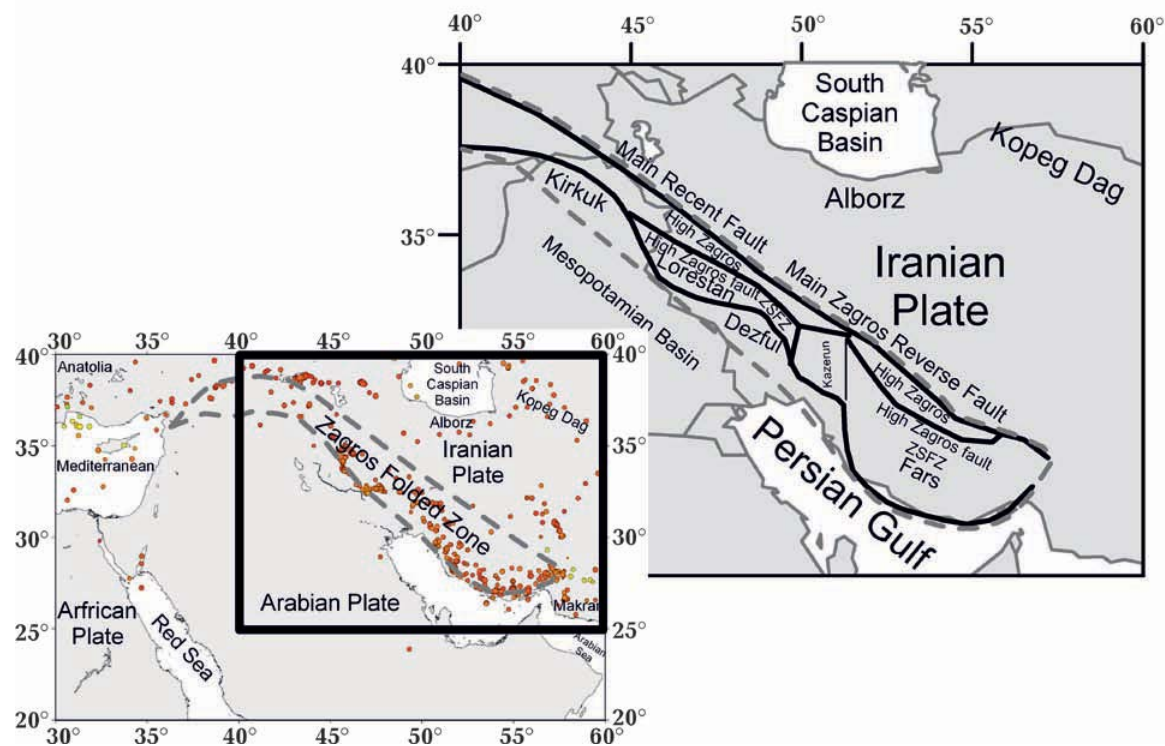 40° 45° 50° 55° 60°
40°
South
Caspian
Basin
Kopeg Dag
Alborz
Main Recent Fault
Kirkuk
High Zagros
35°
High Zagros fault
ZSFZ
Lorestan
Main Zagros Reverse Fault
Iranian
Plate
Mesopotamian Basin
Dezful
Kazerun
High Zagros
High Zagros fault
ZSFZ
Fars
Persian Gulf
40°
35°
30°
30° 35° 40° 45° 50° 55° 60°
40°
Anatolia
South
Caspian
Basin
Kopeg Dag
Alborz
35°
Iranian
Plate
Mediterranean
Zagros Folded Zone
30°
Arabian Plate
Makran
Arfrican
Plate
Red Sea
25°
25°
Arabian
Sea
20°
20°
30° 35° 40° 45° 50° 55° 60°